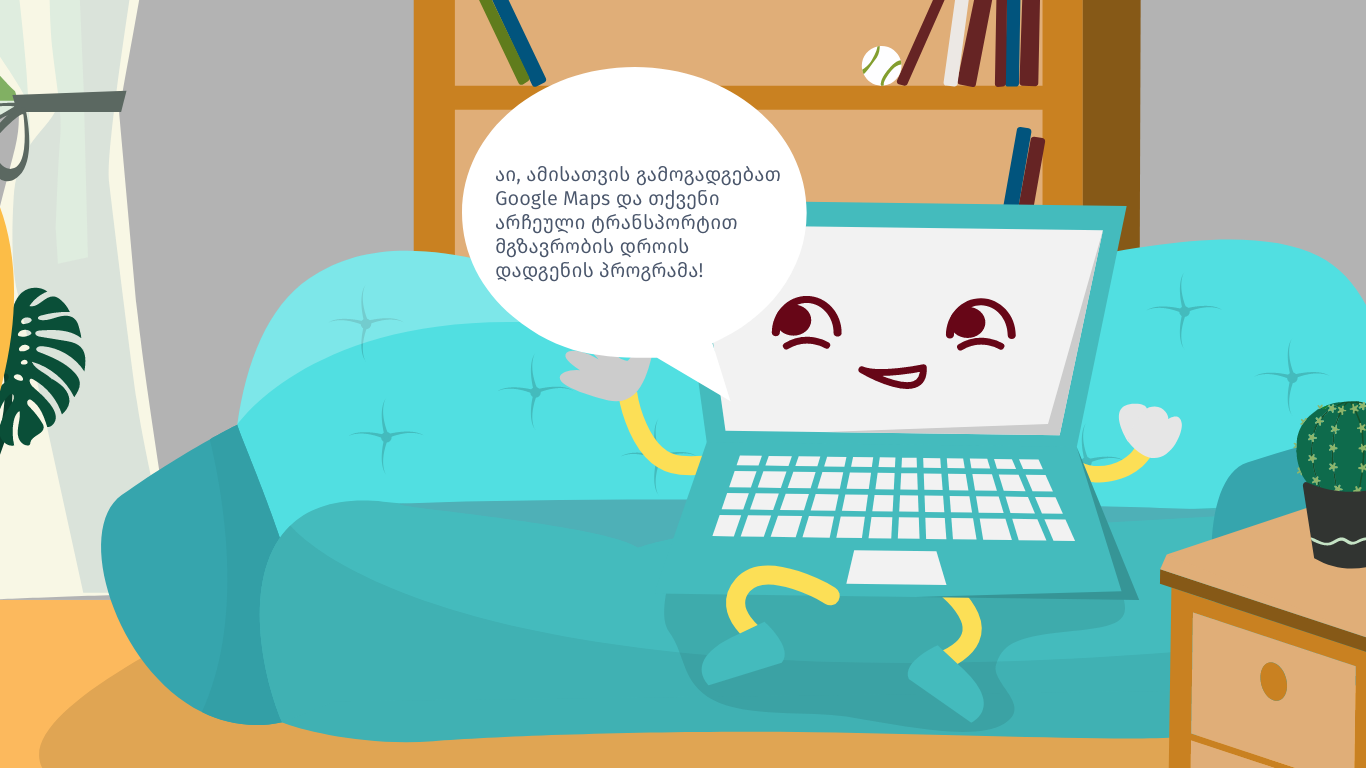 აი, ამისათვის გამოგადგებათ
Google Maps და თქვენი
არჩეული ტრანსპორტით
მგზავრობის დროის
დადგენის პროგრამა!